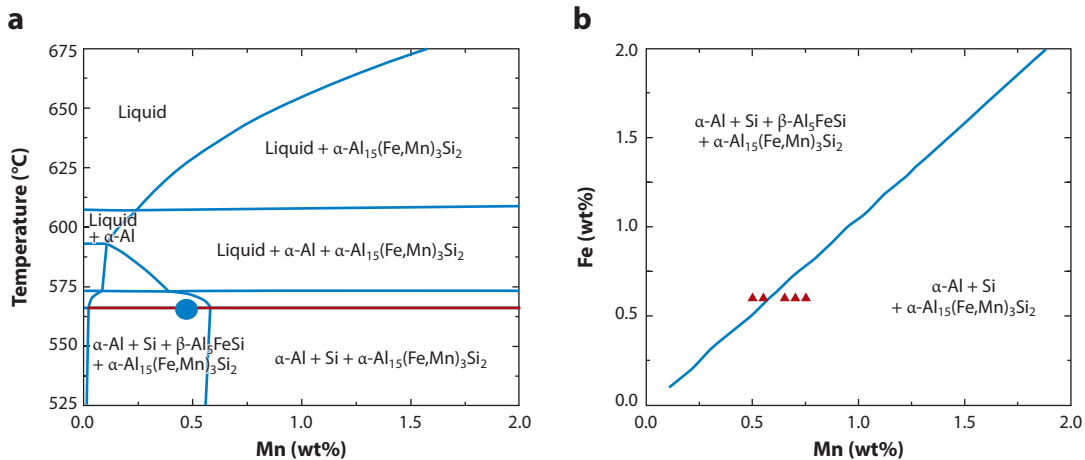 a
675
650
625
600
575
550
525
Temperature (°C)
Liquid
Liquid + α-Al₁₅(Fe,Mn)₃Si₂
Liquid
+ α-Al
Liquid + α-Al + α-Al₁₅(Fe,Mn)₃Si₂
α-Al + Si + β-Al₅FeSi
+ α-Al₁₅(Fe,Mn)₃Si₂
α-Al + Si + α-Al₁₅(Fe,Mn)₃Si₂
0.0 0.5 1.0 1.5 2.0
Mn (wt%)
b
2.0
1.5
1.0
0.5
0.0
Fe (wt%)
α-Al + Si + β-Al₅FeSi
+ α-Al₁₅(Fe,Mn)₃Si₂
α-Al + Si
+ α-Al₁₅(Fe,Mn)₃Si₂
0.0 0.5 1.0 1.5 2.0
Mn (wt%)